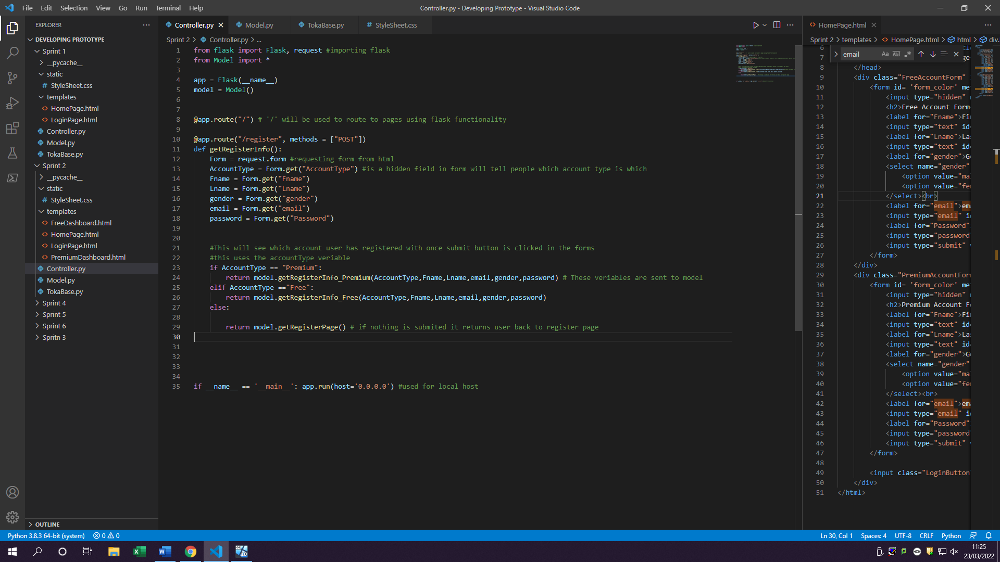 File Edit Selection View Go Run Terminal Help
Controller.py - Developing Prototype - Visual Studio Code
EXPLORER
DEVELOPING PROTOTYPE
Sprint 1
__pycache__
static
# StyleSheet.css
templates
<> HomePage.html
<> LoginPage.html
Controller.py
Model.py
TokaBase.py
Sprint 2
__pycache__
static
# StyleSheet.css
templates
<> FreeDashboard.html
<> HomePage.html
<> LoginPage.html
<> PremiumDashboard.html
Controller.py
Model.py
TokaBase.py
Sprint 4
Sprint 5
Sprint 6
Spritn 3
OUTLINE
Controller.py Model.py TokaBase.py # StyleSheet.css
Sprint 2 > Controller.py > ...
1 from flask import Flask, request #importing flask
2 from Model import *
3
4 app = Flask(__name__)
5 model = Model()
6
7
8 @app.route("/") # '/' will be used to route to pages using flask functionality
9
10 @app.route("/register", methods = ["POST"])
11 def getRegisterInfo():
12 Form = request.form #requesting form from html
13 AccountType = Form.get("AccountType") #is a hidden field in form will tell people which account type is which
14 Fname = Form.get("Fname")
15 Lname = Form.get("Lname")
16 gender = Form.get("gender")
17 email = Form.get("email")
18 password = Form.get("Password")
19
20
21 #This will see which account user has registered with once submit button is clicked in the forms
22 #this uses the accountType veriable
23 if AccountType == "Premium":
24 return model.getRegisterInfo_Premium(AccountType,Fname,Lname,email,gender,password) # These veriables are sent to model
25 elif AccountType =="Free":
26 return model.getRegisterInfo_Free(AccountType,Fname,Lname,email,gender,password)
27 else:
28
29 return model.getRegisterPage() # if nothing is submited it returns user back to register page
30
31
32
33
34
35 if __name__ == '__main__': app.run(host='0.0.0.0') #used for local host
<> HomePage.html
Sprint 2 > templates > <> HomePage.html > html > div.
email
6
7
8 </head>
9 <div class="FreeAccountForm"
10 <form id= 'form_color' me
11 <input type="hidden"
12 <h2>Free Account Form
13 <label for="Fname">Fi
14 <input type="text" id
15 <label for="Lname">La
16 <input type="text" id
17 <label for="gender">G
18 <select name="gender"
19 <option value="ma
20 <option value="fe
21 </select><br>
22 <label for="email">em
23 <input type="email" i
24 <label for="Password"
25 <input type="password
26 <input type="submit"
27 </form>
28 </div>
29 <div class="PremiumAccountFor
30 <form id= 'form_color' me
31 <input type="hidden"
32 <h2>Premium Account F
33 <label for="Fname">Fi
34 <input type="text" id
35 <label for="Lname">La
36 <input type="text" id
37 <label for="gender">G
38 <select name="gender"
39 <option value="ma
40 <option value="fe
41 </select><br>
42 <label for="email">em
43 <input type="email" i
44 <label for="Password"
45 <input type="password
46 <input type="submit"
47 </form>
48
49 <input class="LoginButton
50 </div>
51 </html>
Python 3.8.3 64-bit (system) 0 0
Ln 30, Col 1 Spaces: 4 UTF-8 CRLF Python
11:25
23/03/2022